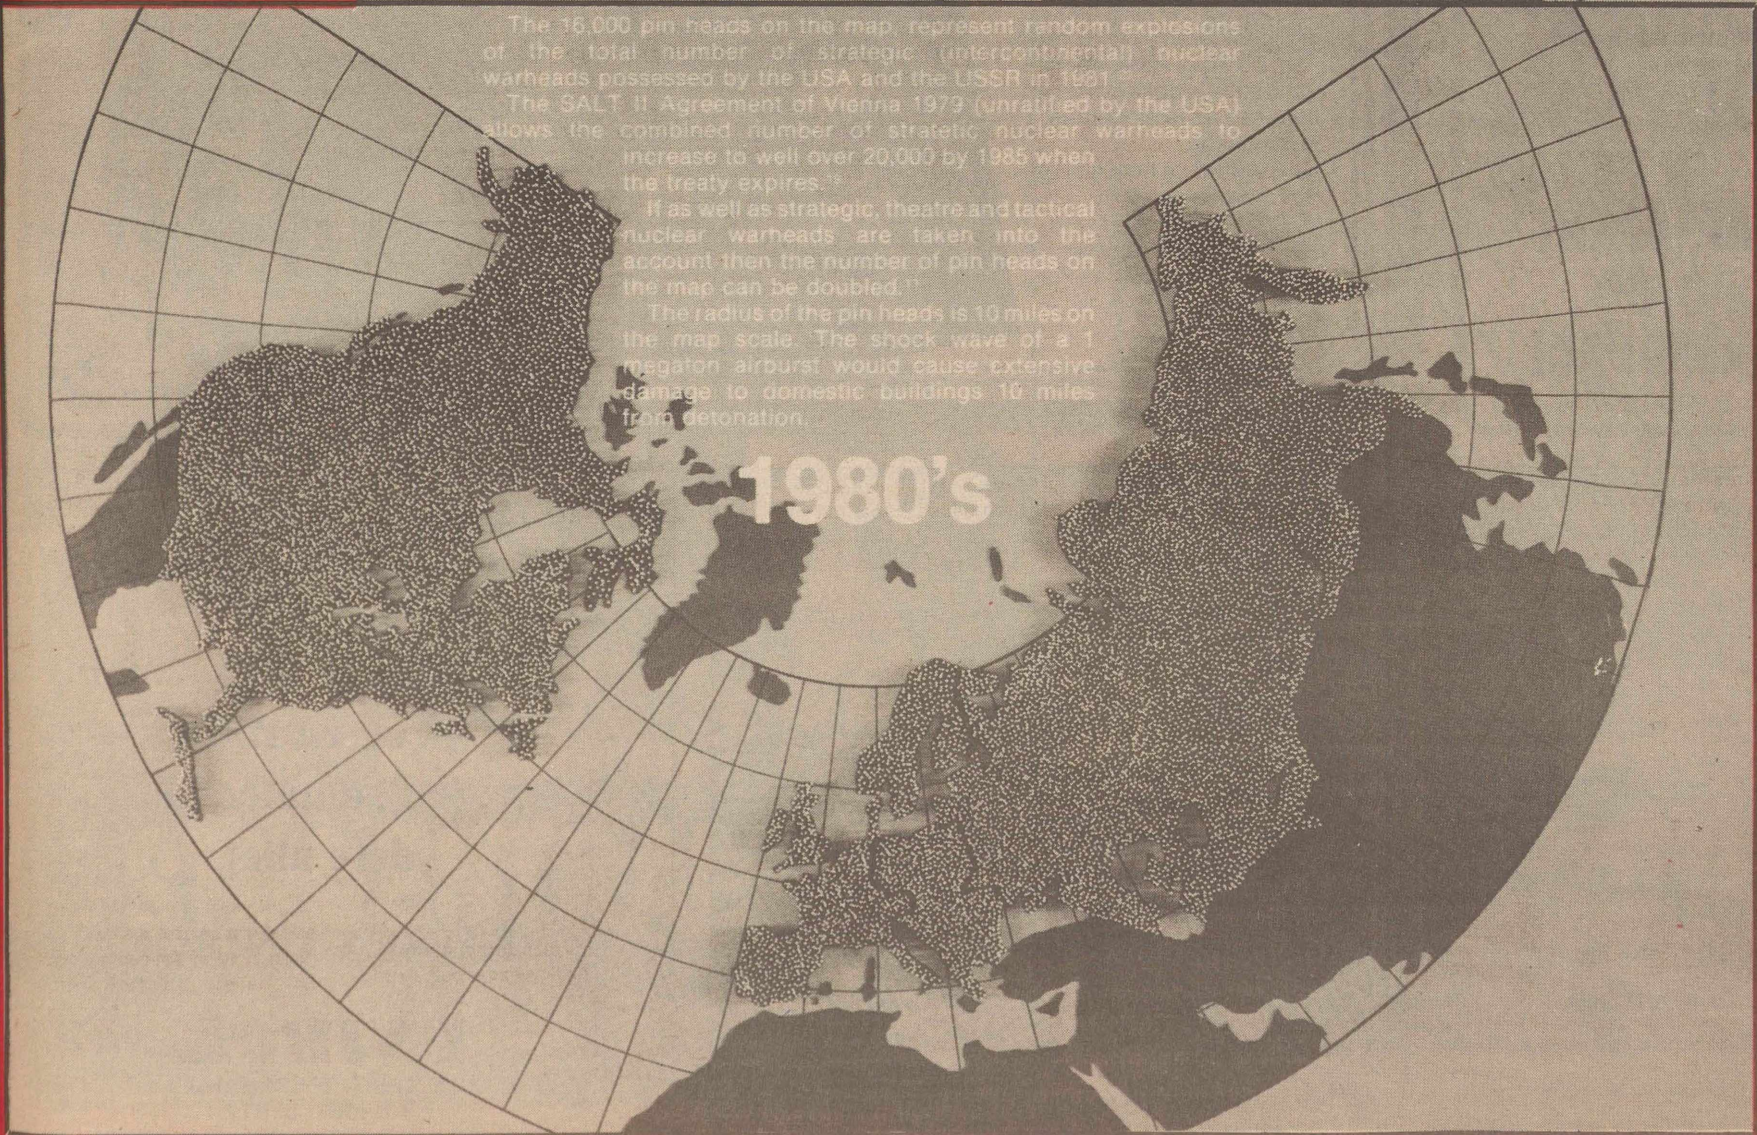 The 16,000 pin heads on the map, represent random explosions
of the total number of strategic (intercontinental) nuclear
warheads possessed by the USA and the USSR in 1981.
The SALT II Agreement of Vienna 1979 (unratified by the USA)
allows the combined number of stratetic nuclear warheads to
increase to well over 20,000 by 1985 when
the treaty expires.
If as well as strategic, theatre and tactical
nuclear warheads are taken into the
account then the number of pin heads on
the map can be doubled.
The radius of the pin heads is 10 miles on
the map scale. The shock wave of a 1
megaton airburst would cause extensive
damage to domestic buildings 10 miles
from detonation.
1980's